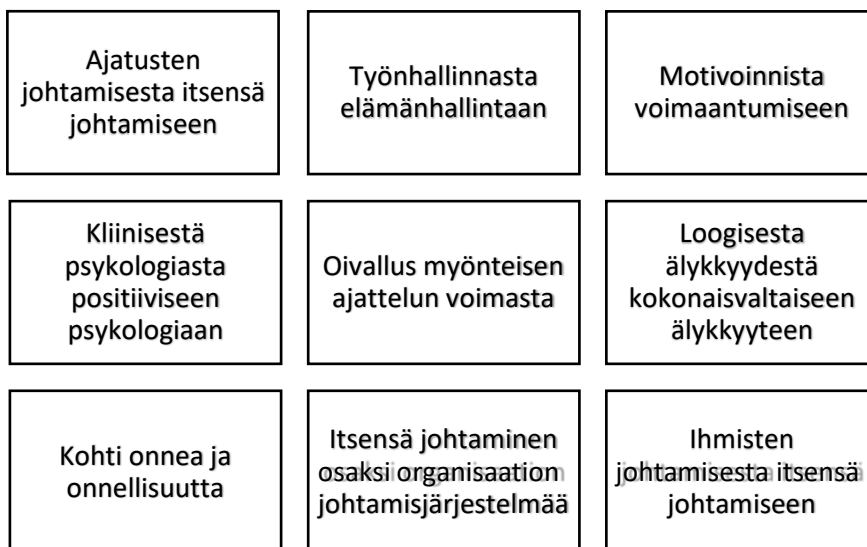 Ajatusten
johtamisesta itsensä
johtamiseen
Työnhallinnasta
elämänhallintaan
Motivoinnista
voimaantumiseen
Kliinisestä
psykologiasta
positiiviseen
psykologiaan
Oivallus myönteisen
ajattelun voimasta
Loogisesta
älykkyydestä
kokonaisvaltaiseen
älykkyyteen
Kohti onnea ja
onnellisuutta
Itsensä johtaminen
osaksi organisaation
johtamisjärjestelmää
Ihmisten
johtamisesta itsensä
johtamiseen